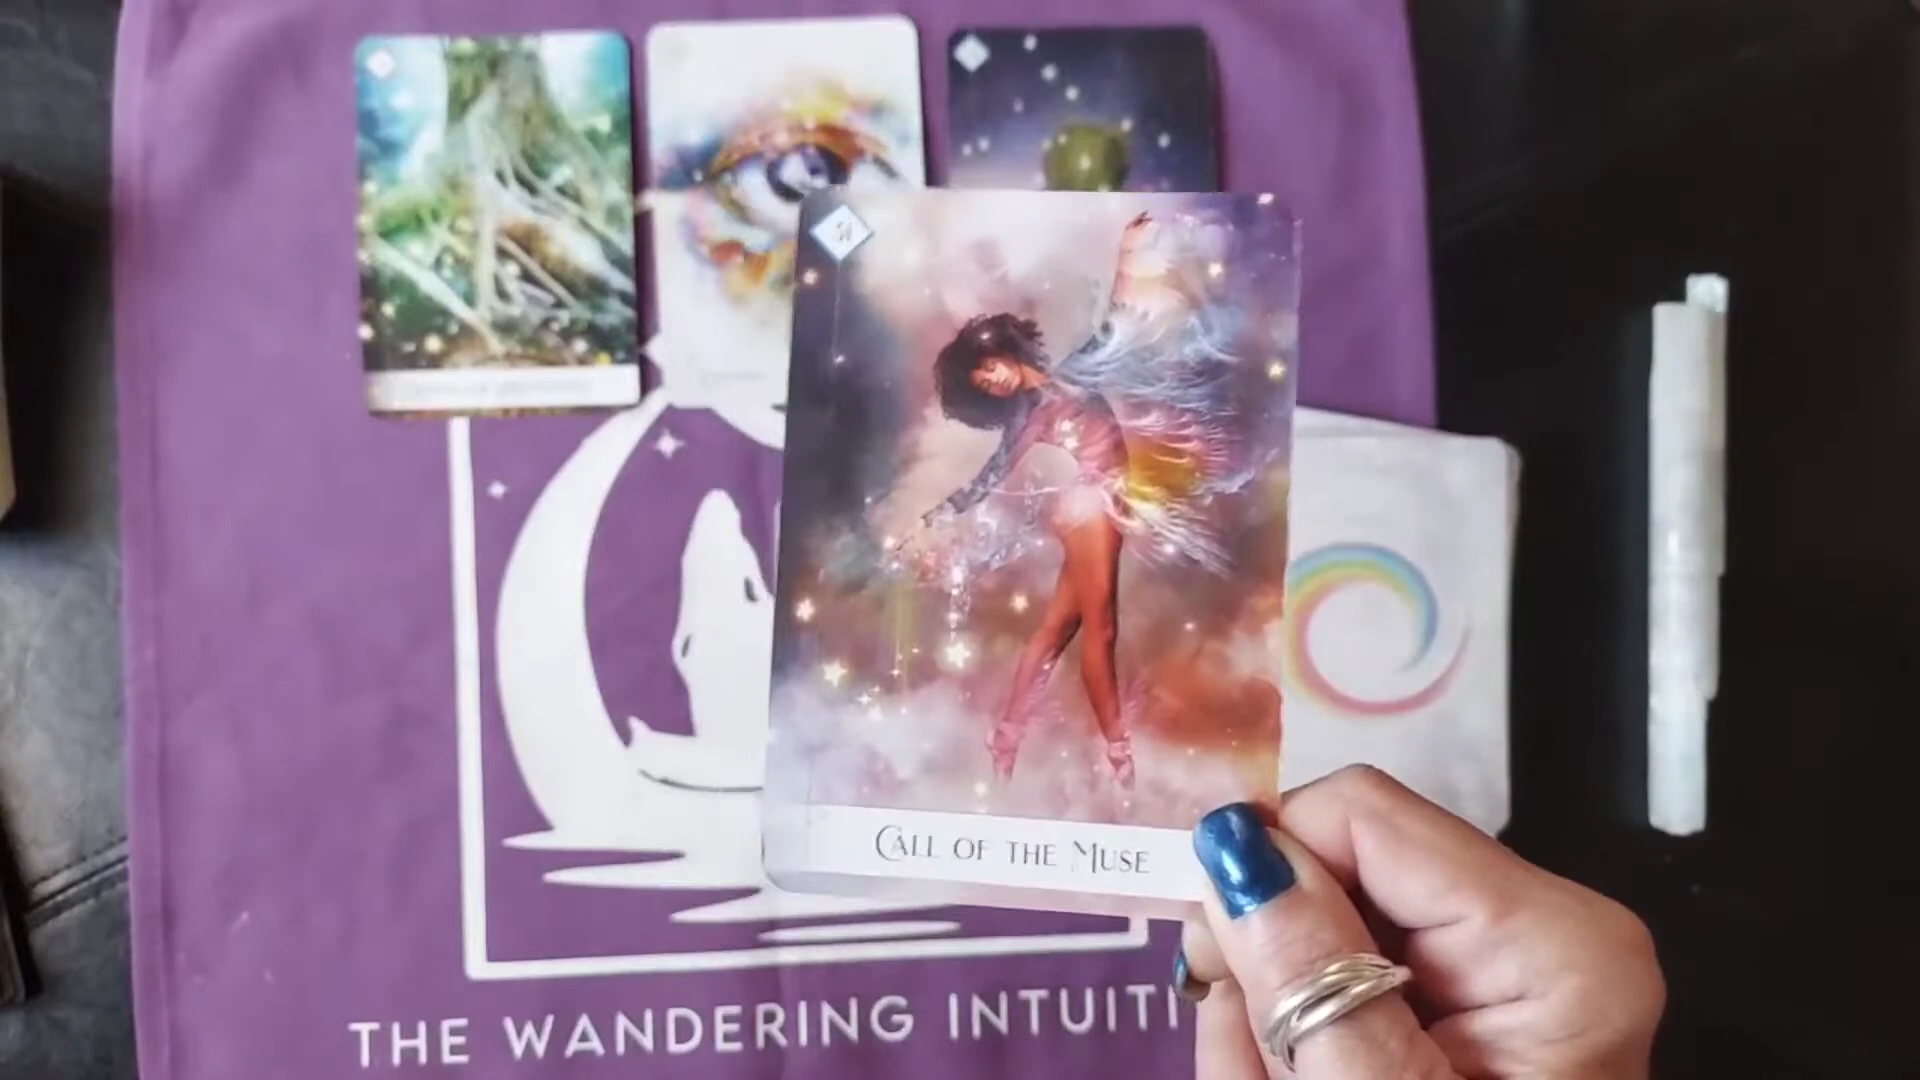 CALL OF THE MUSE
THE WANDERING INTUITI